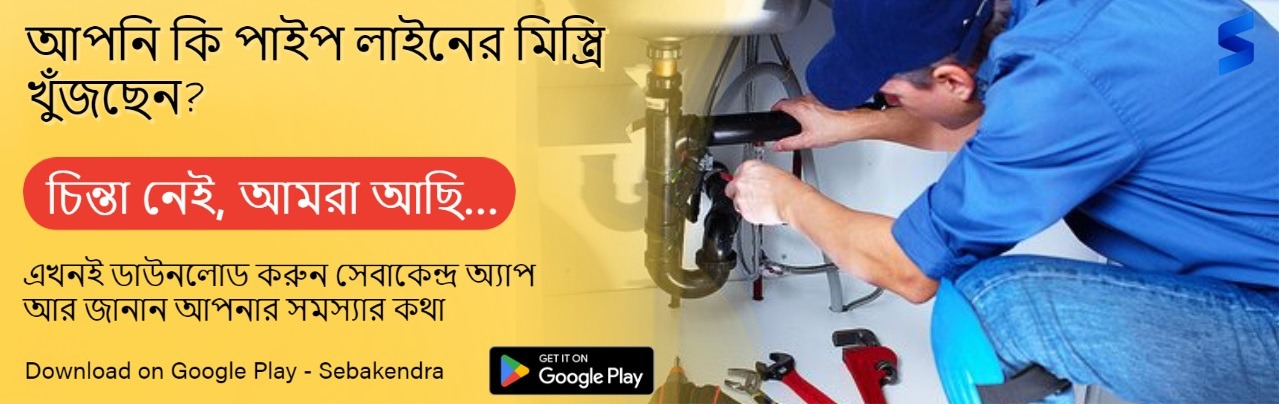 আপনি কি পাইপ লাইনের মিস্ত্রি
খুঁজছেন?
চিন্তা নেই, আমরা আছি...
এখনই ডাউনলোড করুন সেবাকেন্দ্র অ্যাপ
আর জানান আপনার সমস্যার কথা
Download on Google Play - Sebakendra
GET IT ON
Google Play